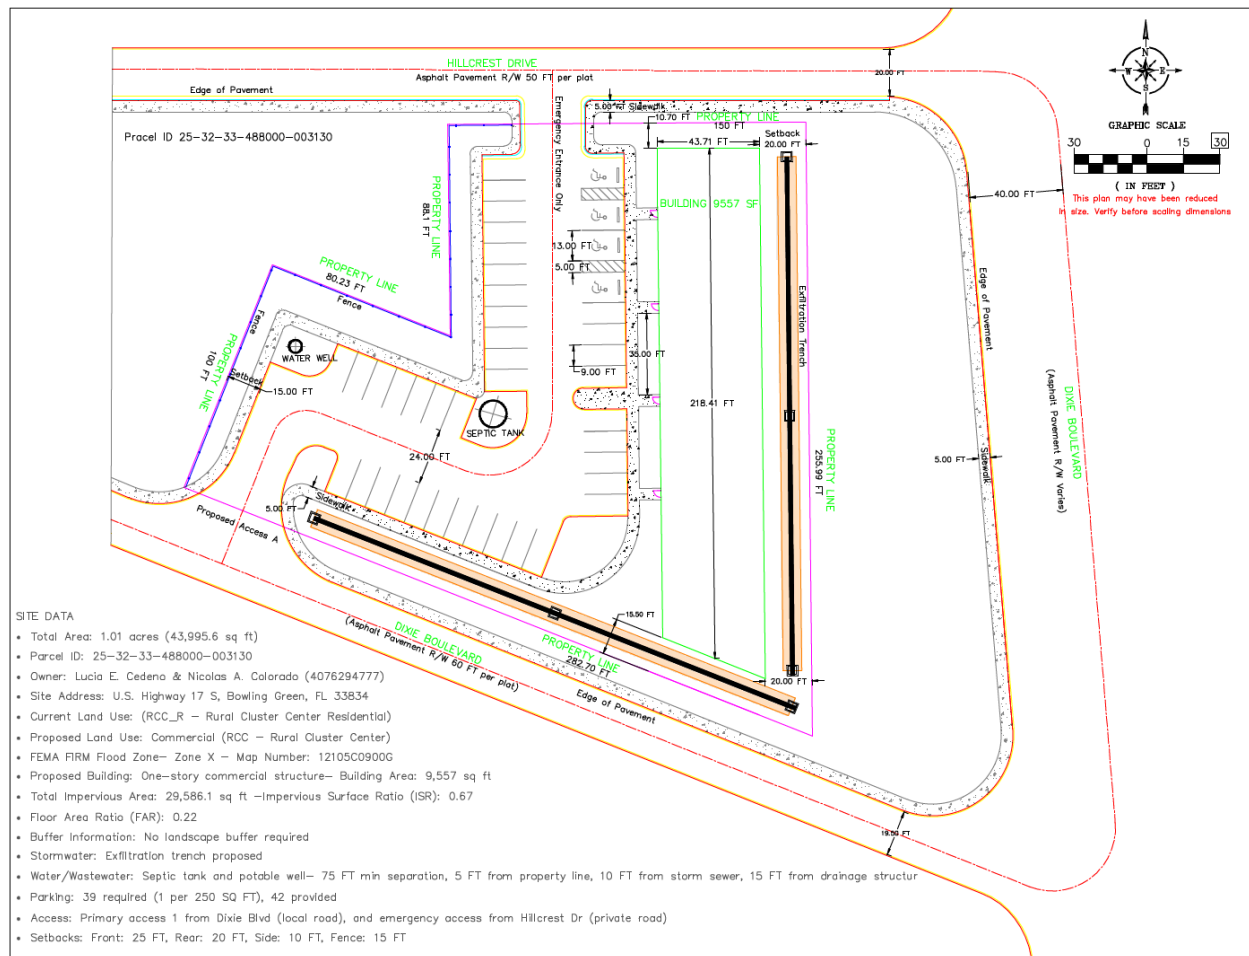 HILLCREST DRIVE
Asphalt Pavement R/W 50 FT per plat
20.00 FT
Edge of Pavement
5.00 FT
Sidewalk
Emergency Entrance Only
10.70 FT
PROPERTY LINE
150 FT
Setback
20.00 FT
43.71 FT
Pracel ID 25-32-33-488000-003130
N
W
E
S
GRAPHIC SCALE
30
0
15
30
( IN FEET )
This plan may have been reduced
in size. Verify before scaling dimensions
40.00 FT
PROPERTY LINE
88.1 FT
BUILDING 9557 SF
13.00 FT
5.00 FT
PROPERTY LINE
80.23 FT
Fence
Fence
PROPERTY LINE
100 FT
Setback
15.00 FT
WATER WELL
SEPTIC TANK
9.00 FT
35.00 FT
218.41 FT
Exfiltration Trench
Edge of Pavement
DIXIE BOULEVARD
(Asphalt Pavement R/W Varies)
PROPERTY LINE
255.99 FT
5.00 FT
Sidewalk
24.00 FT
Sidewalk
5.00 FT
Proposed Access A
15.50 FT
DIXIE BOULEVARD
(Asphalt Pavement R/W 60 FT per plat)
PROPERTY LINE
282.70 FT
20.00 FT
Edge of Pavement
19.00 FT
SITE DATA
• Total Area: 1.01 acres (43,995.6 sq ft)
• Parcel ID: 25-32-33-488000-003130
• Owner: Lucia E. Cedeno & Nicolas A. Colorado (4076294777)
• Site Address: U.S. Highway 17 S, Bowling Green, FL 33834
• Current Land Use: (RCC_R - Rural Cluster Center Residential)
• Proposed Land Use: Commercial (RCC - Rural Cluster Center)
• FEMA FIRM Flood Zone- Zone X - Map Number: 12105C0900G
• Proposed Building: One-story commercial structure- Building Area: 9,557 sq ft
• Total Impervious Area: 29,586.1 sq ft -Impervious Surface Ratio (ISR): 0.67
• Floor Area Ratio (FAR): 0.22
• Buffer Information: No landscape buffer required
• Stormwater: Exfiltration trench proposed
• Water/Wastewater: Septic tank and potable well- 75 FT min separation, 5 FT from property line, 10 FT from storm sewer, 15 FT from drainage structur
• Parking: 39 required (1 per 250 SQ FT), 42 provided
• Access: Primary access 1 from Dixie Blvd (local road), and emergency access from Hillcrest Dr (private road)
• Setbacks: Front: 25 FT, Rear: 20 FT, Side: 10 FT, Fence: 15 FT